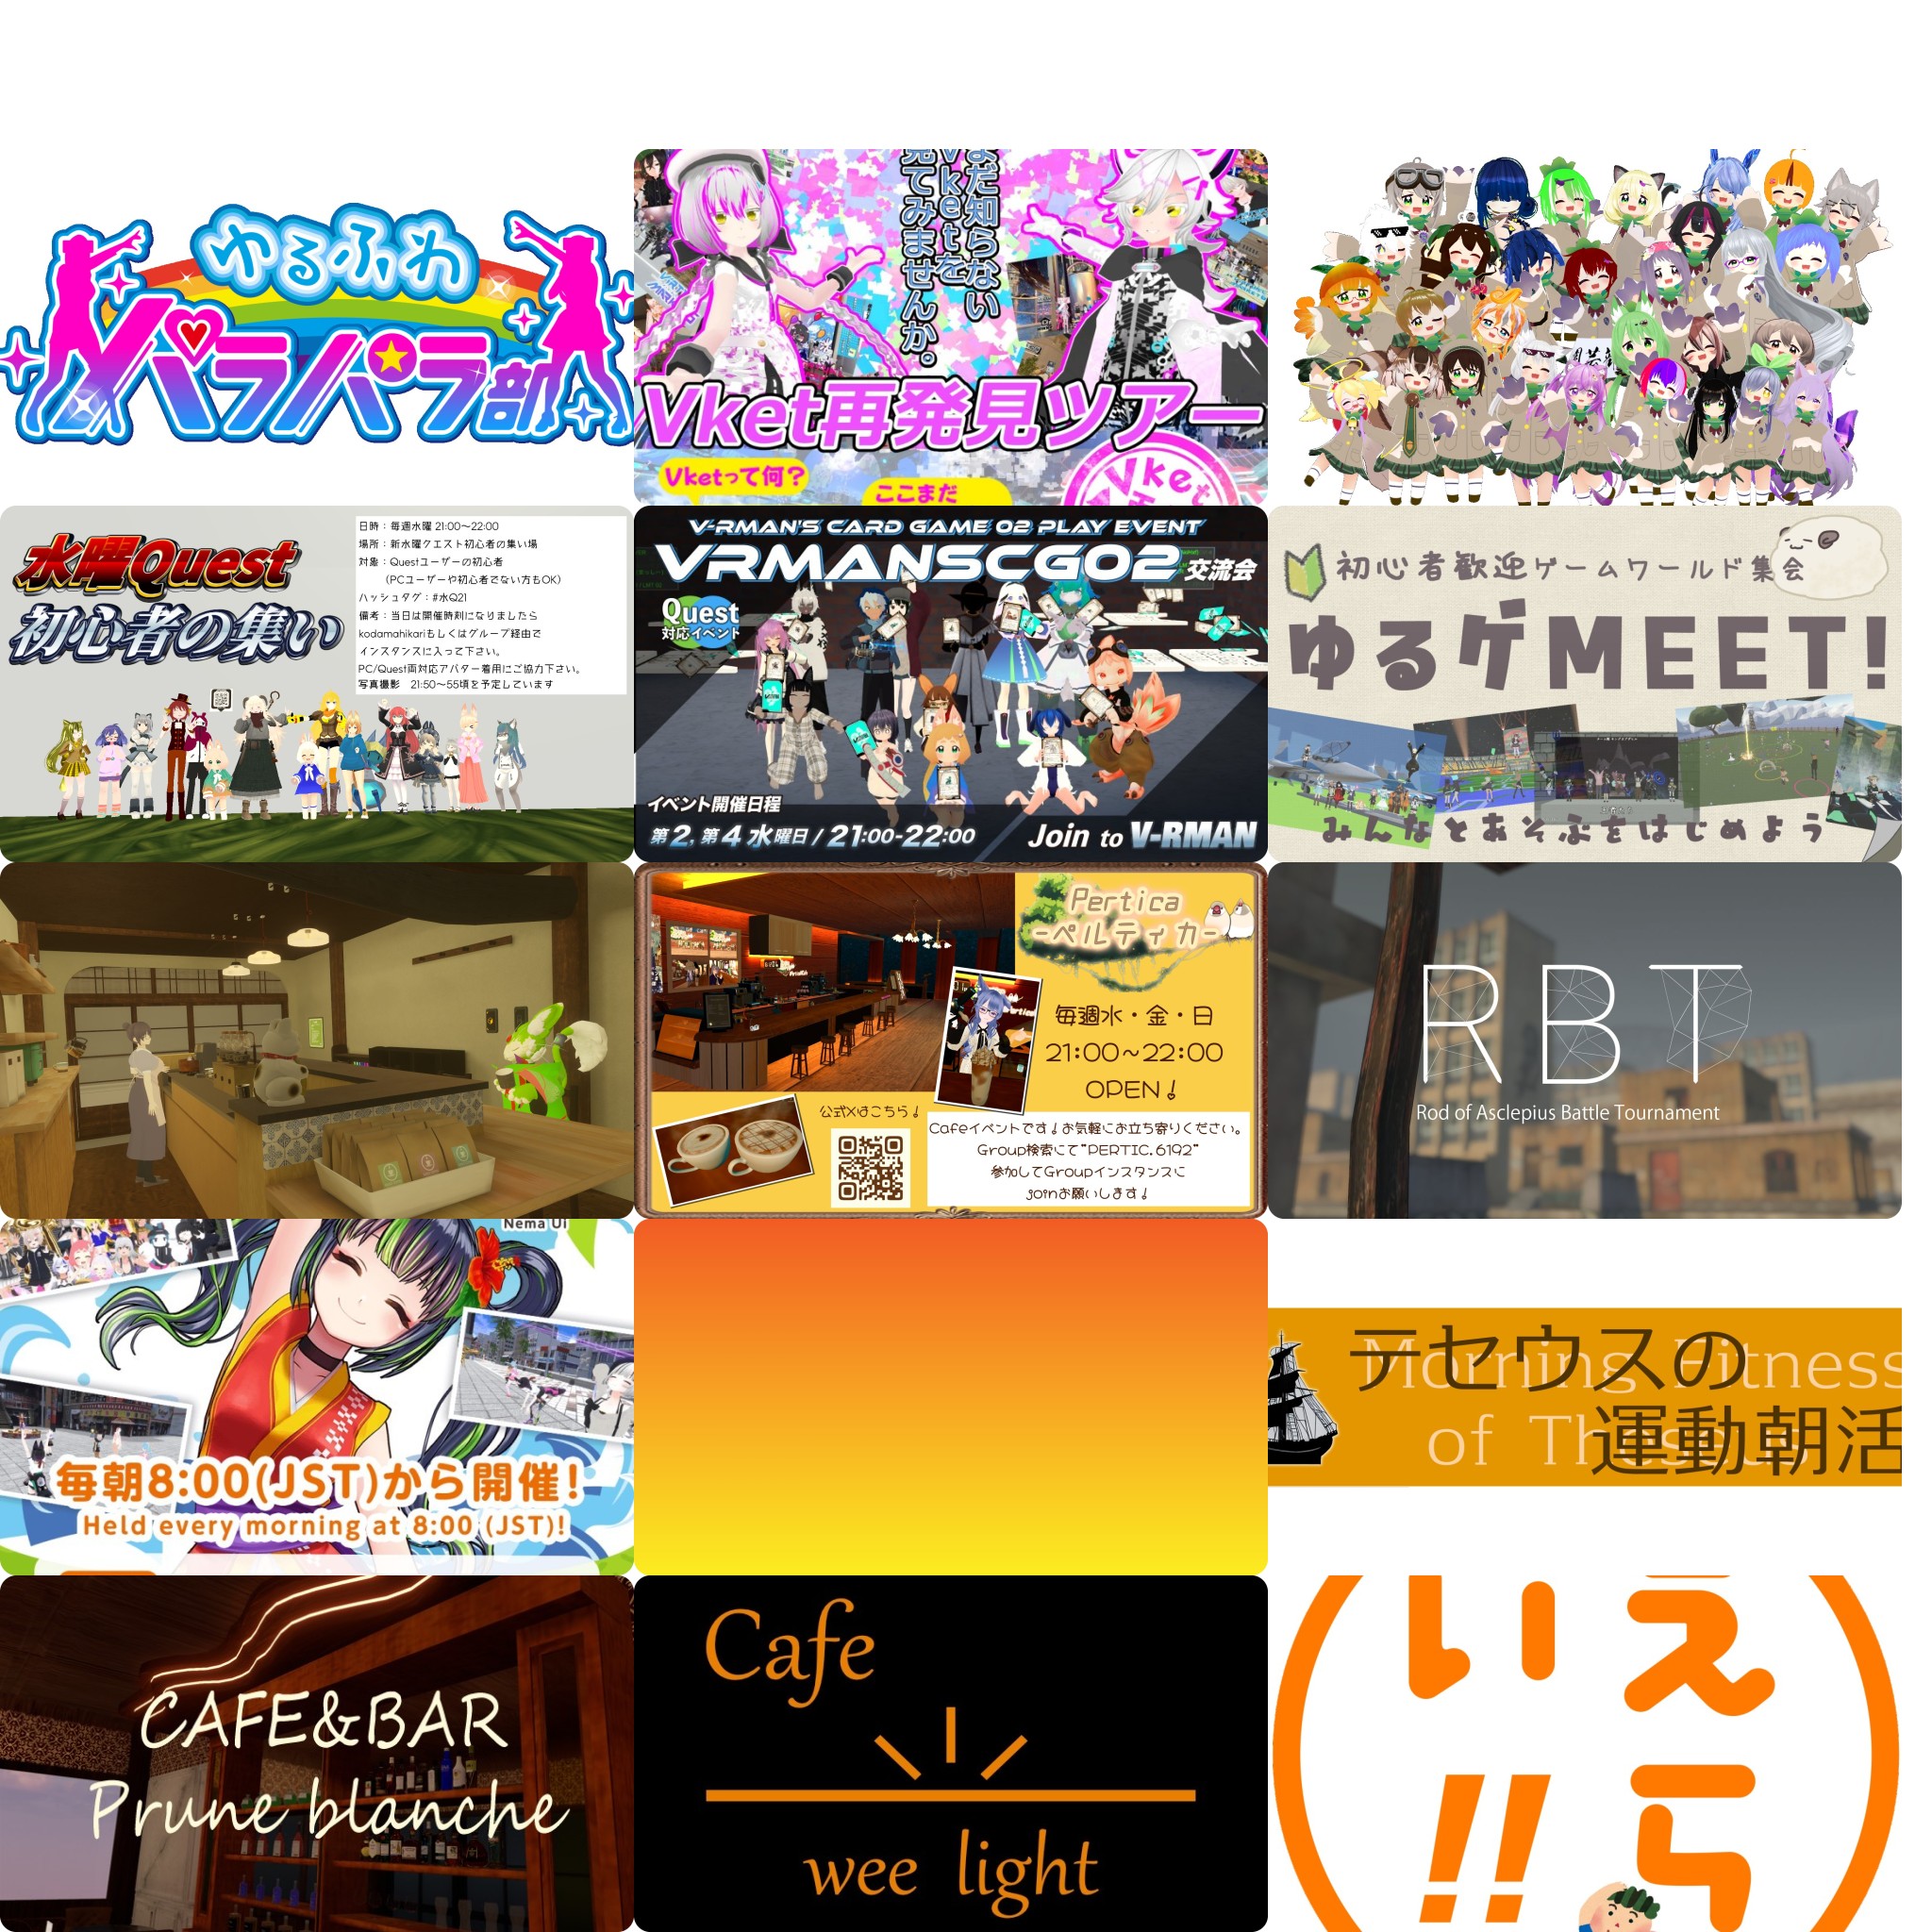 ゆるふわ
パラパラ部
まだ知らない
Vketを
見てみませんか。
Vket再発見ツアー
Vketって何?
ここまだ
Vket
水曜Quest
初心者の集い
日時：毎週水曜 21:00～22:00
場所：新水曜クエスト初心者の集い場
対象：Questユーザーの初心者
（PCユーザーや初心者でない方もOK）
ハッシュタグ：#水Q21
備考：当日は開催時刻になりましたら
kodamahikariもしくはグループ経由で
インスタンスに入って下さい。
PC/Quest両対応アバター着用にご協力下さい。
写真撮影　21:50～55頃を予定しています
V-RMAN'S CARD GAME 02 PLAY EVENT
VRMANSCG02交流会
Quest
対応イベント
イベント開催日程
第2, 第4 水曜日 / 21:00-22:00
Join to V-RMAN
初心者歓迎ゲームワールド集会
ゆるゲMEET!
みんなとあそぶをはじめよう
Pertica
-ペルティカ-
毎週水・金・日
21:00~22:00
OPEN!
公式Xはこちら!
Cafeイベントです!お気軽にお立ち寄りください。
Group検索にて"PERTIC.6192"
参加してGroupインスタンスに
joinお願いします!
RBT
Rod of Asclepius Battle Tournament
Nema Ui
毎朝8:00(JST)から開催!
Held every morning at 8:00 (JST)!
テセウスの
運動朝活
Morning Fitness
of Theseus
CAFE&BAR
Prune blanche
Cafe
wee light
えら
い!!